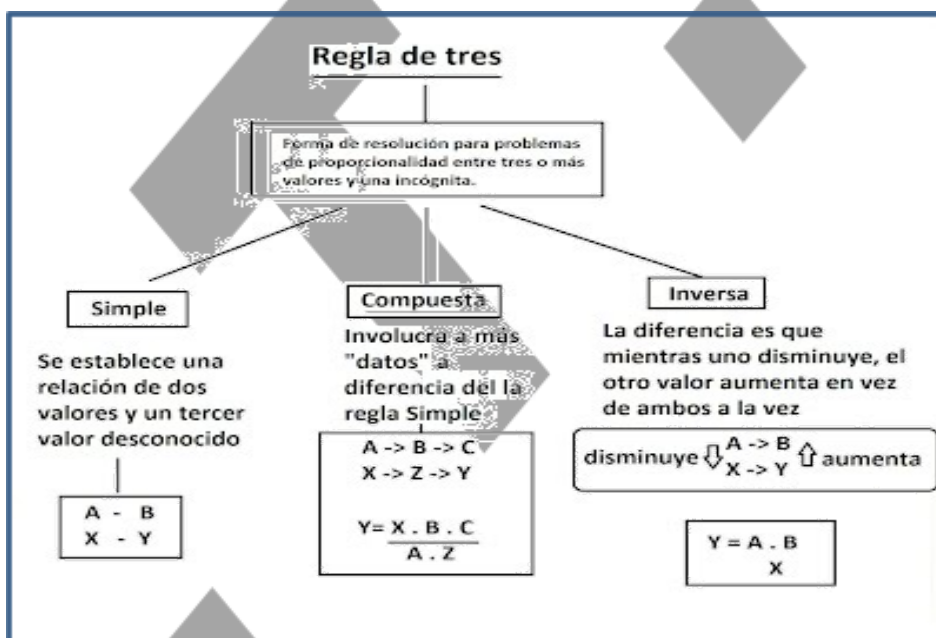 Regla de tres
Forma de resolución para problemas
de proporcionalidad entre tres o más
valores y una incógnita.
Simple
Se establece una
relación de dos
valores y un tercer
valor desconocido
A - B
X - Y
Compuesta
Involucra a más
"datos" a
diferencia del la
regla Simple
A -> B -> C
X -> Z -> Y
Y= X . B . C
A . Z
Inversa
La diferencia es que
mientras uno disminuye, el
otro valor aumenta en vez
de ambos a la vez
disminuye ⇩ A -> B ⇧ aumenta
X -> Y
Y = A . B
X